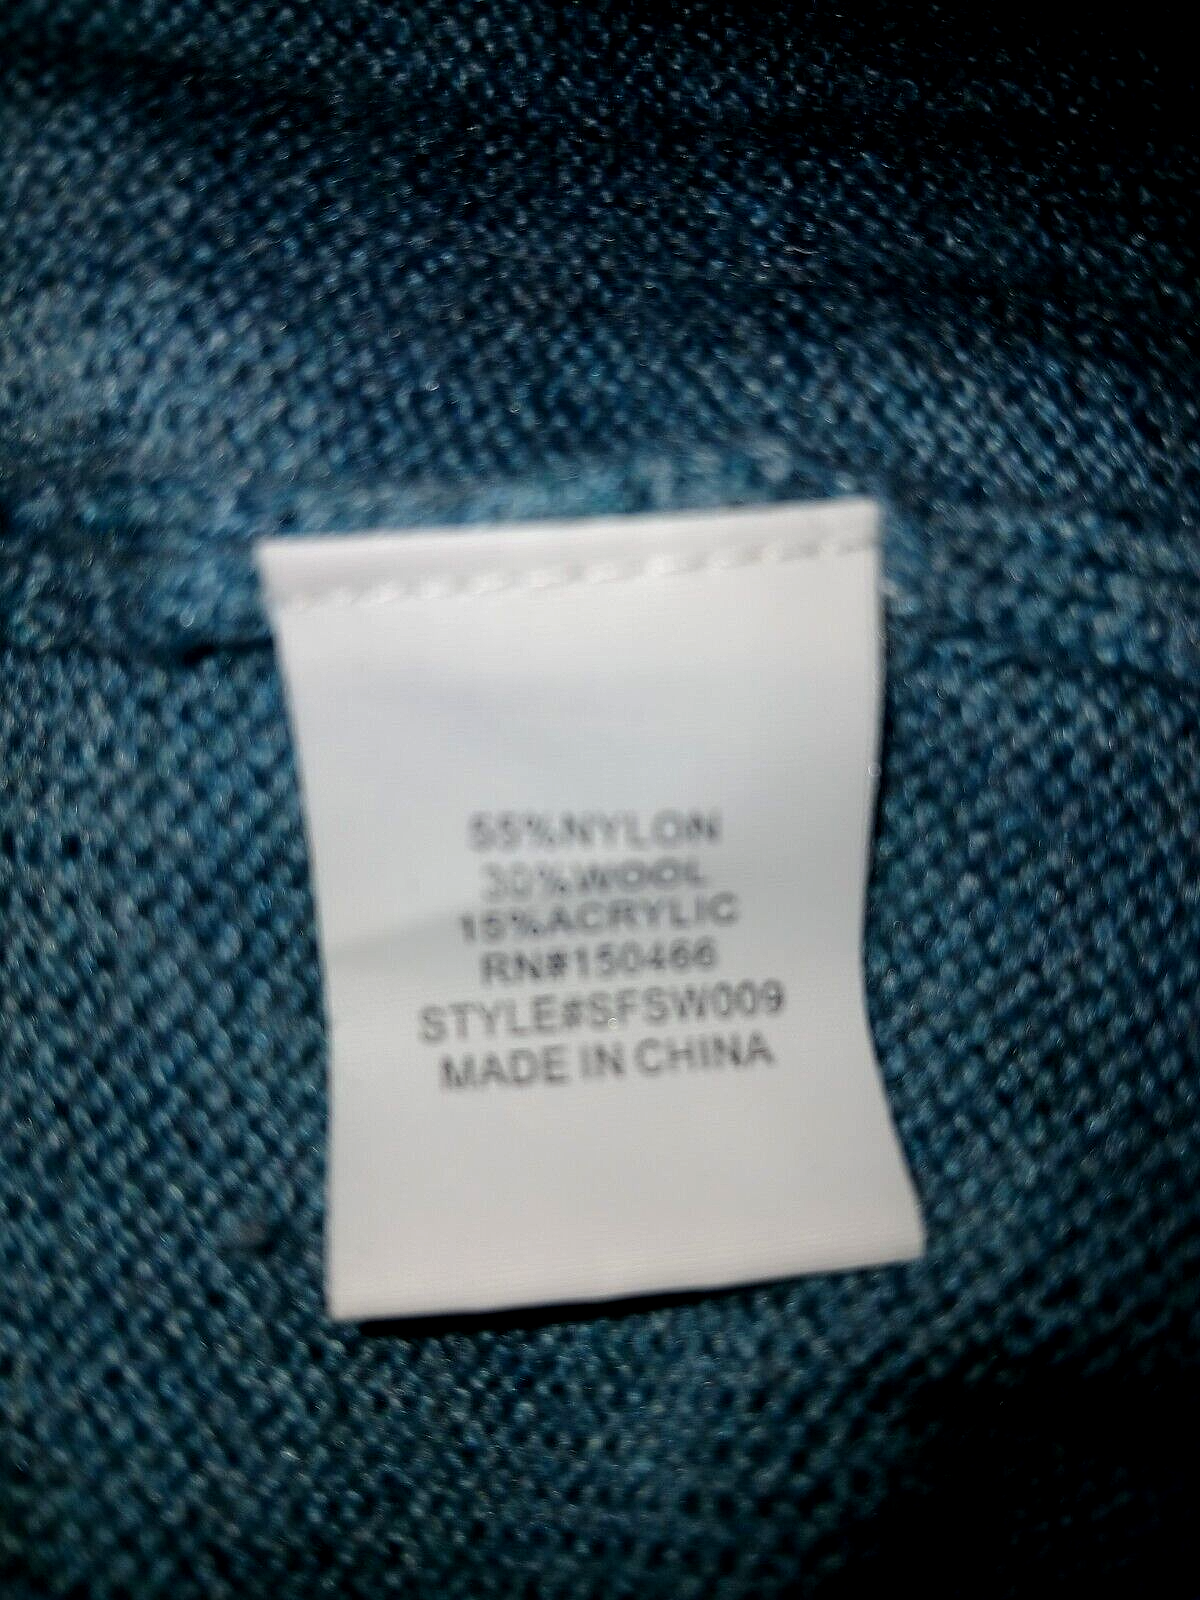 55%NYLON
30%WOOL
15%ACRYLIC
RN#150466
STYLE#SFSW009
MADE IN CHINA